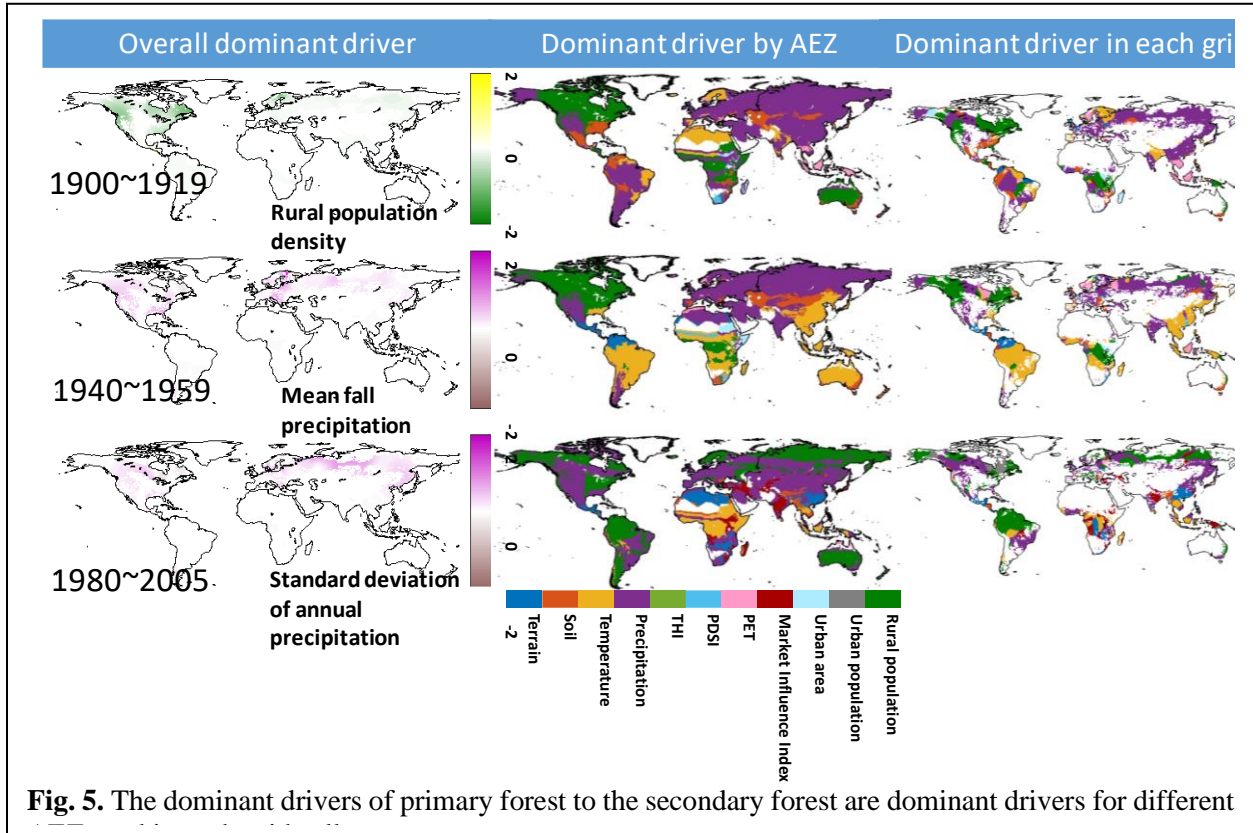 Overall dominant driver
Dominant driver by AEZ
Dominant driver in each gri
1900~1919
Rural population
density
2
0
-2
1940~1959
Mean fall
precipitation
2
0
-2
1980~2005
Standard deviation
of annual
precipitation
2
0
-2
Terrain
Soil
Temperature
Precipitation
THI
PDSI
PET
Market Influence Index
Urban area
Urban population
Rural population
Fig. 5. The dominant drivers of primary forest to the secondary forest are dominant drivers for different